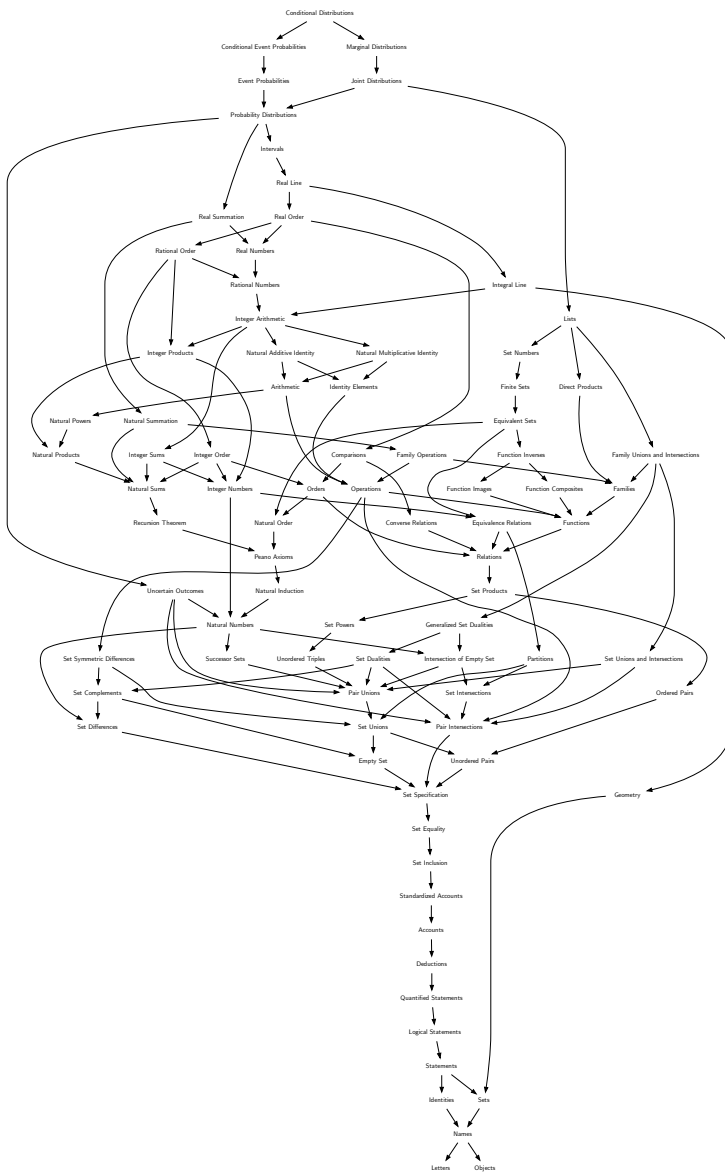 Conditional Distributions
Conditional Event Probabilities
Marginal Distributions
Event Probabilities
Joint Distributions
Probability Distributions
Intervals
Real Line
Real Summation
Real Order
Rational Order
Real Numbers
Rational Numbers
Integral Line
Integer Arithmetic
Lists
Integer Products
Natural Additive Identity
Natural Multiplicative Identity
Set Numbers
Arithmetic
Identity Elements
Finite Sets
Direct Products
Natural Powers
Natural Summation
Equivalent Sets
Natural Products
Integer Sums
Integer Order
Comparisons
Family Operations
Function Inverses
Family Unions and Intersections
Natural Sums
Integer Numbers
Orders
Operations
Function Images
Function Composites
Families
Recursion Theorem
Natural Order
Converse Relations
Equivalence Relations
Functions
Peano Axioms
Relations
Uncertain Outcomes
Natural Induction
Set Products
Natural Numbers
Set Powers
Generalized Set Dualities
Set Symmetric Differences
Successor Sets
Unordered Triples
Set Dualities
Intersection of Empty Set
Partitions
Set Unions and Intersections
Set Complements
Pair Unions
Set Intersections
Ordered Pairs
Set Differences
Set Unions
Pair Intersections
Empty Set
Unordered Pairs
Set Specification
Geometry
Set Equality
Set Inclusion
Standardized Accounts
Accounts
Deductions
Quantified Statements
Logical Statements
Statements
Identities
Sets
Names
Letters
Objects